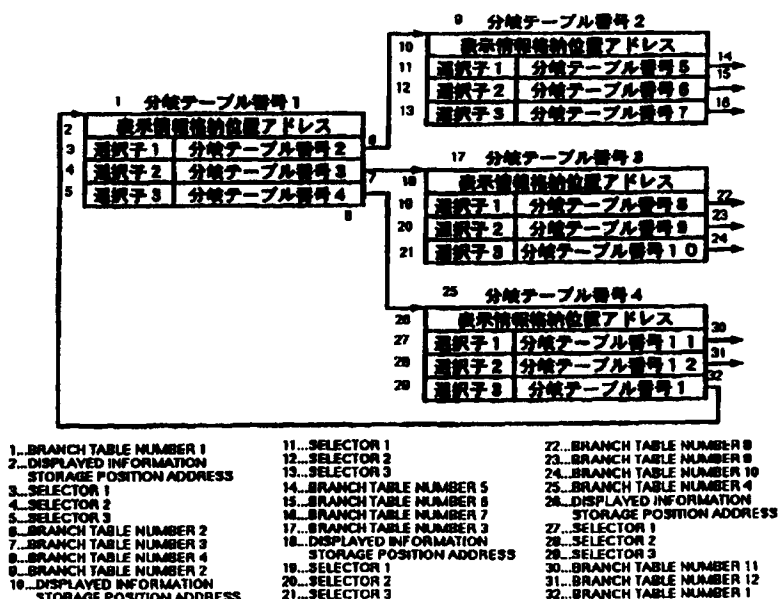 9 分岐テーブル番号2
10 表示情報格納位置アドレス
11 選択子1 分岐テーブル番号5 14
12 選択子2 分岐テーブル番号6 15
13 選択子3 分岐テーブル番号7 16
1 分岐テーブル番号1
2 表示情報格納位置アドレス
3 選択子1 分岐テーブル番号2 6
4 選択子2 分岐テーブル番号3 7
5 選択子3 分岐テーブル番号4 8
17 分岐テーブル番号3
18 表示情報格納位置アドレス
19 選択子1 分岐テーブル番号8 22
20 選択子2 分岐テーブル番号9 23
21 選択子3 分岐テーブル番号10 24
25 分岐テーブル番号4
26 表示情報格納位置アドレス
27 選択子1 分岐テーブル番号11 30
28 選択子2 分岐テーブル番号12 31
29 選択子3 分岐テーブル番号1 32
1...BRANCH TABLE NUMBER 1
2...DISPLAYED INFORMATION
STORAGE POSITION ADDRESS
3...SELECTOR 1
4...SELECTOR 2
5...SELECTOR 3
6...BRANCH TABLE NUMBER 2
7...BRANCH TABLE NUMBER 3
8...BRANCH TABLE NUMBER 4
9...BRANCH TABLE NUMBER 2
10...DISPLAYED INFORMATION
STORAGE POSITION ADDRESS
11...SELECTOR 1
12...SELECTOR 2
13...SELECTOR 3
14...BRANCH TABLE NUMBER 5
15...BRANCH TABLE NUMBER 6
16...BRANCH TABLE NUMBER 7
17...BRANCH TABLE NUMBER 3
18...DISPLAYED INFORMATION
STORAGE POSITION ADDRESS
19...SELECTOR 1
20...SELECTOR 2
21...SELECTOR 3
22...BRANCH TABLE NUMBER 8
23...BRANCH TABLE NUMBER 9
24...BRANCH TABLE NUMBER 10
25...BRANCH TABLE NUMBER 4
26...DISPLAYED INFORMATION
STORAGE POSITION ADDRESS
27...SELECTOR 1
28...SELECTOR 2
29...SELECTOR 3
30...BRANCH TABLE NUMBER 11
31...BRANCH TABLE NUMBER 12
32...BRANCH TABLE NUMBER 1